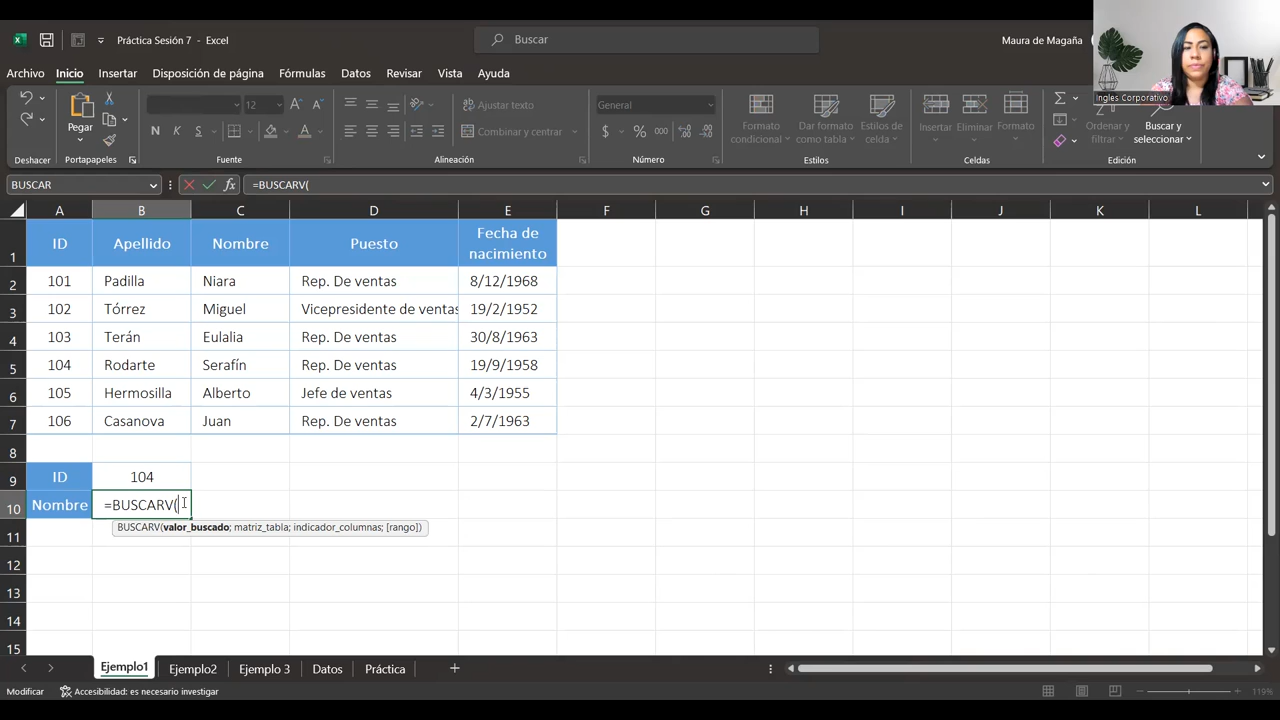 Práctica Sesión 7 - Excel
Buscar
Maura de Magaña
Ingles Corporativo
Archivo Inicio Insertar Disposición de página Fórmulas Datos Revisar Vista Ayuda
Pegar
12
N K S
Ajustar texto
Combinar y centrar
General
$ % 000
Formato condicional
Dar formato como tabla
Estilos de celda
Insertar
Eliminar
Formato
Ordenar y filtrar
Buscar y seleccionar
Deshacer Portapapeles Fuente Alineación Número Estilos Celdas Edición
BUSCAR
fx
=BUSCARV(
A B C D E F G H I J K L
1 ID Apellido Nombre Puesto Fecha de nacimiento
2 101 Padilla Niara Rep. De ventas 8/12/1968
3 102 Tórrez Miguel Vicepresidente de ventas 19/2/1952
4 103 Terán Eulalia Rep. De ventas 30/8/1963
5 104 Rodarte Serafín Rep. De ventas 19/9/1958
6 105 Hermosilla Alberto Jefe de ventas 4/3/1955
7 106 Casanova Juan Rep. De ventas 2/7/1963
8
9 ID 104
10 Nombre =BUSCARV(
BUSCARV(valor_buscado; matriz_tabla; indicador_columnas; [rango])
11
12
13
14
15
Ejemplo1 Ejemplo2 Ejemplo 3 Datos Práctica
Modificar
Accesibilidad: es necesario investigar
119%